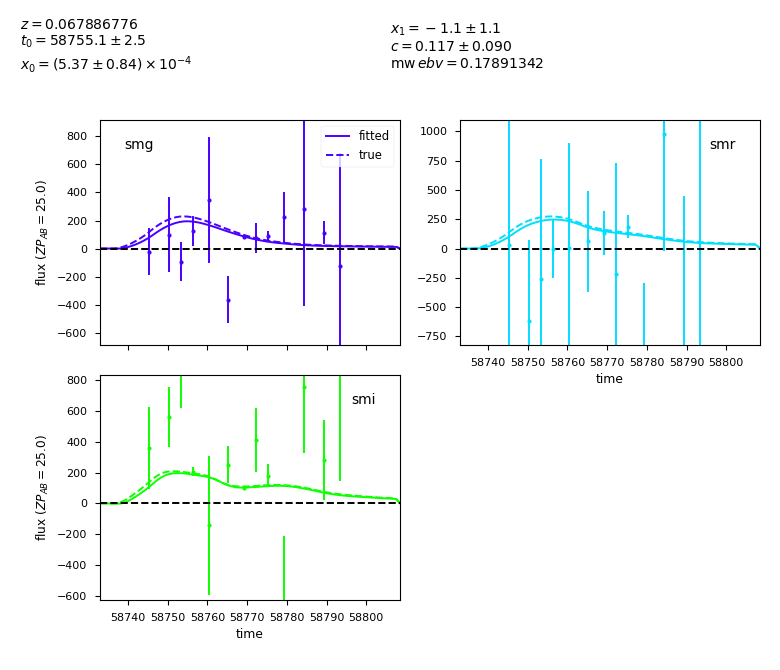 z = 0.067886776
t₀ = 58755.1 ± 2.5
x₀ = (5.37 ± 0.84) × 10⁻⁴
x₁ = −1.1 ± 1.1
c = 0.117 ± 0.090
mw ebv = 0.17891342
smg
fitted
true
800
600
400
200
0
−200
−400
−600
flux (ZP_AB = 25.0)
smr
1000
750
500
250
0
−250
−500
−750
58740 58750 58760 58770 58780 58790 58800
time
smi
800
600
400
200
0
−200
−400
−600
flux (ZP_AB = 25.0)
58740 58750 58760 58770 58780 58790 58800
time